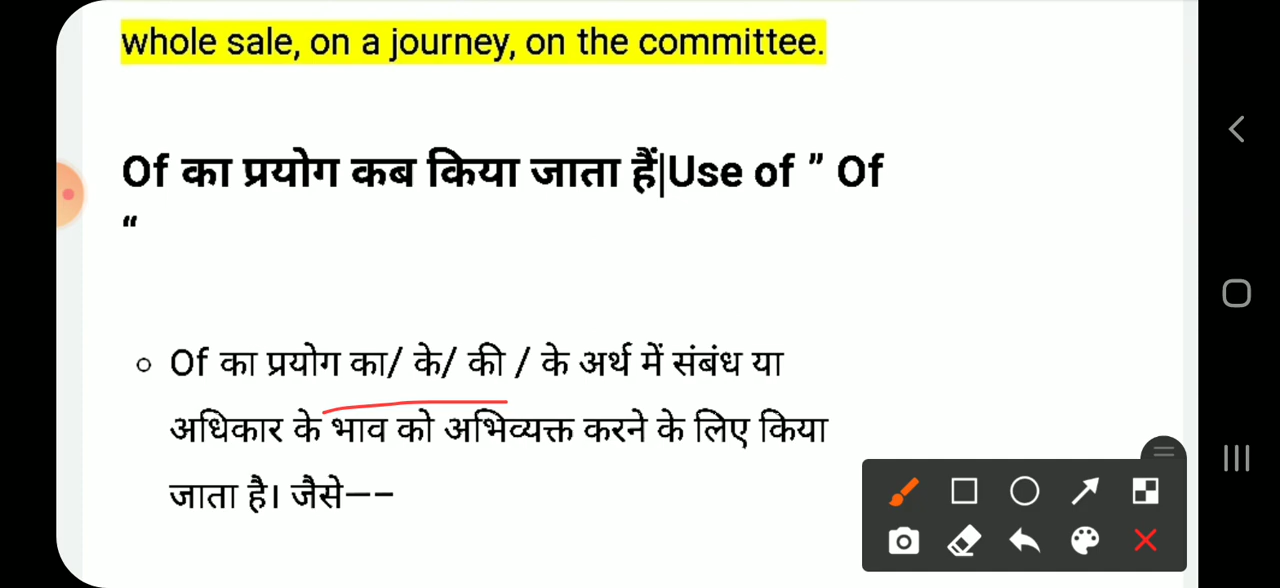 whole sale, on a journey, on the committee.
Of का प्रयोग कब किया जाता हैं|Use of ” Of
“
Of का प्रयोग का/ के/ की / के अर्थ में संबंध या
अधिकार के भाव को अभिव्यक्त करने के लिए किया
जाता है। जैसे––